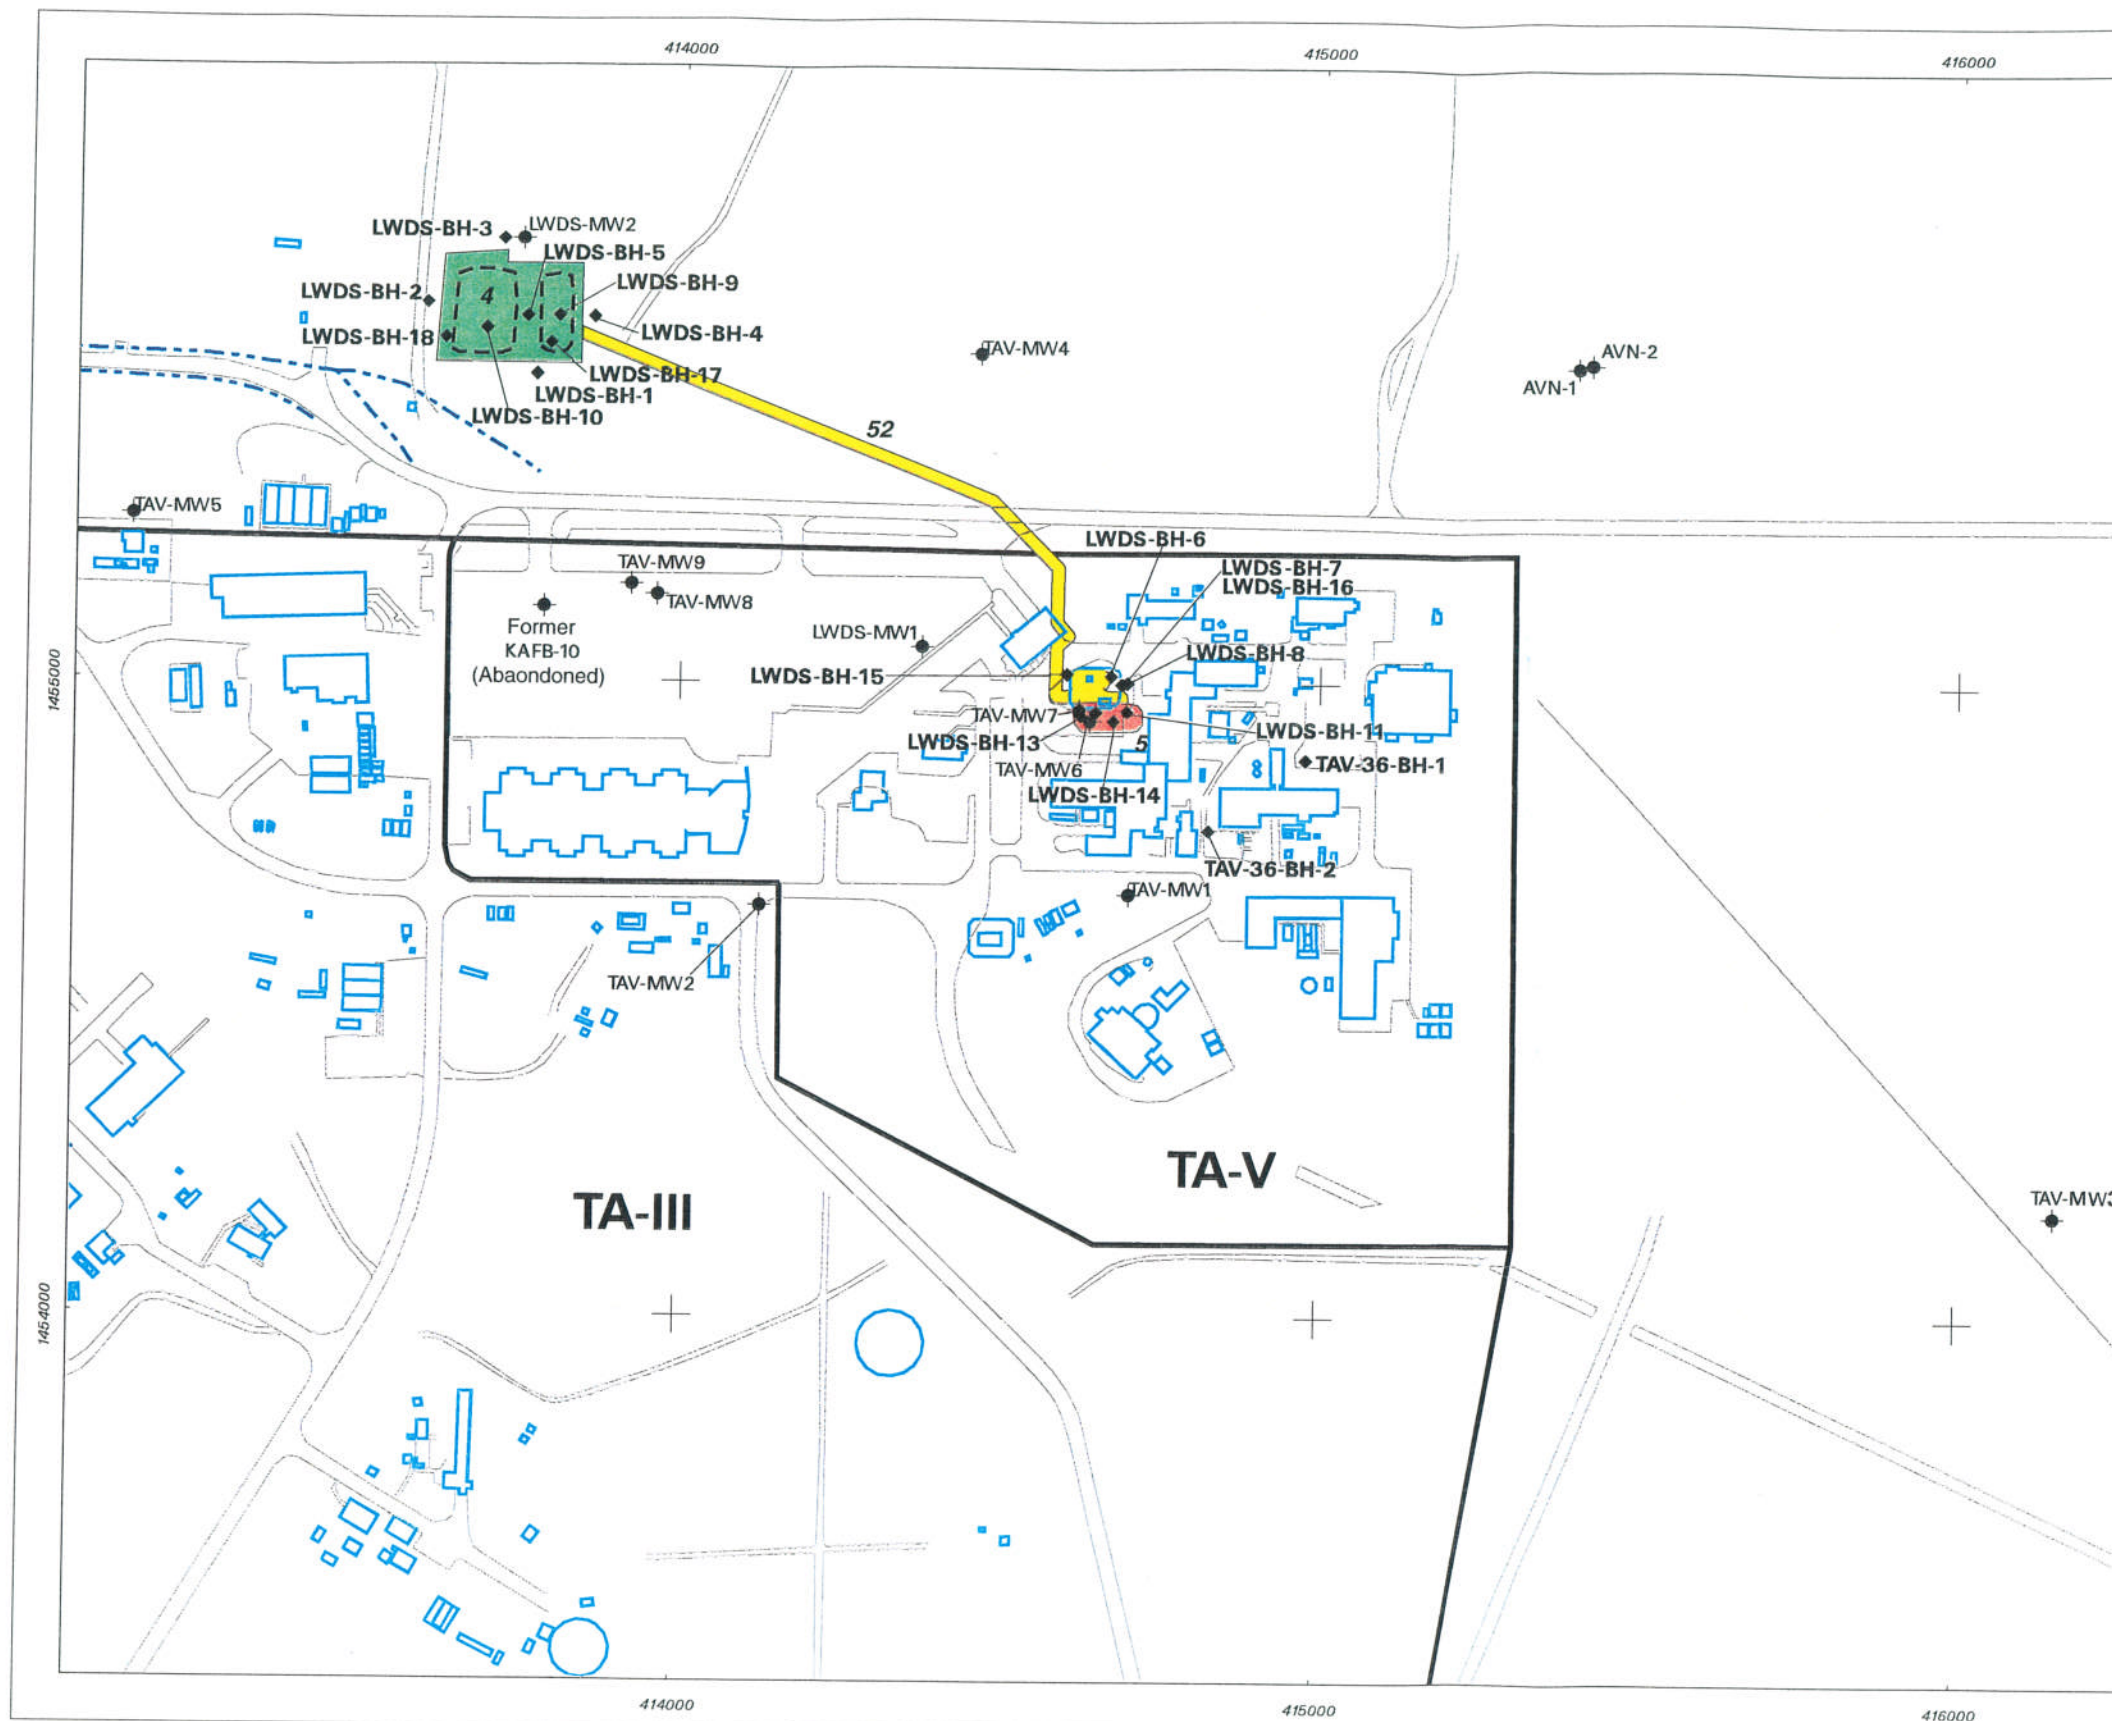 414000
415000
416000
LWDS-BH-3
LWDS-MW2
LWDS-BH-5
LWDS-BH-9
LWDS-BH-2
4
LWDS-BH-18
LWDS-BH-4
TAV-MW4
AVN-2
AVN-1
LWDS-BH-17
LWDS-BH-1
LWDS-BH-10
52
TAV-MW5
LWDS-BH-6
TAV-MW9
LWDS-BH-7
LWDS-BH-16
TAV-MW8
Former
KAFB-10
(Abaondoned)
LWDS-MW1
LWDS-BH-8
LWDS-BH-15
1455000
TAV-MW7
LWDS-BH-11
LWDS-BH-13
5
TAV-MW6
TAV-36-BH-1
LWDS-BH-14
TAV-36-BH-2
TAV-MW1
TAV-MW2
TA-V
TA-III
TAV-MW3
1454000
414000
415000
416000